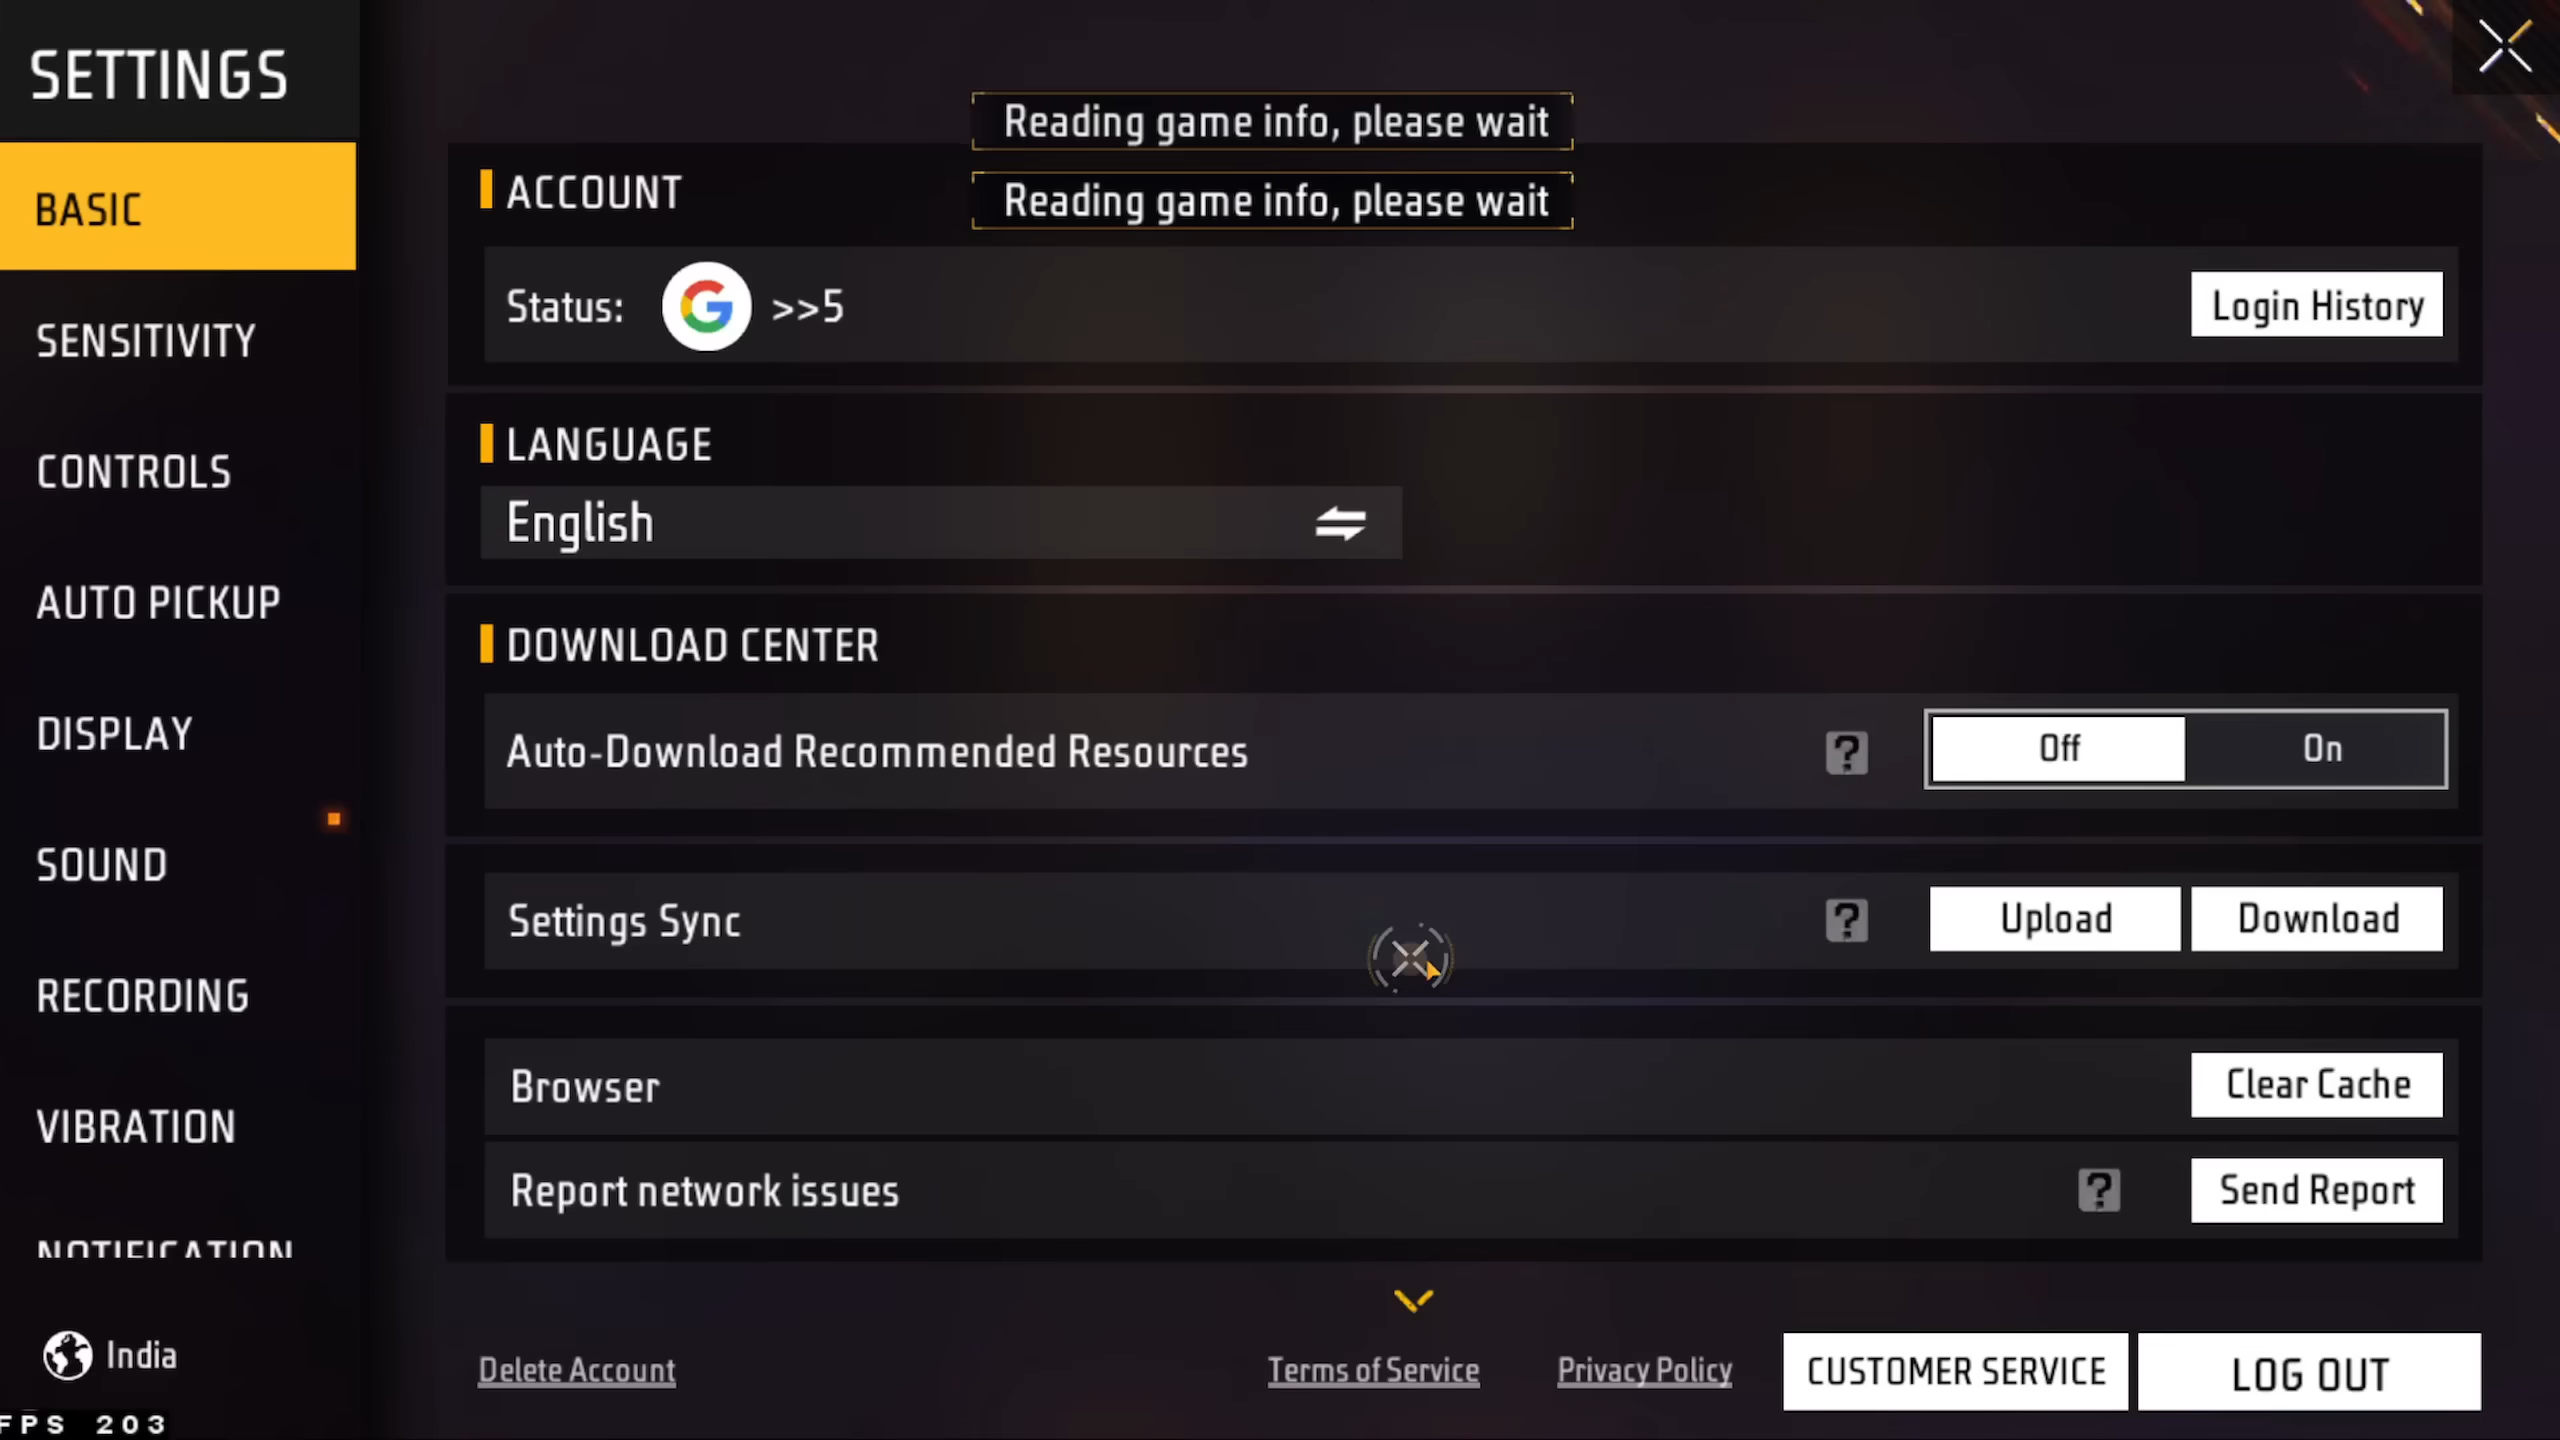 SETTINGS
Reading game info, please wait
Reading game info, please wait
BASIC
SENSITIVITY
CONTROLS
AUTO PICKUP
DISPLAY
SOUND
RECORDING
VIBRATION
NOTIFICATION
India
FPS 203
ACCOUNT
Status: >>5
Login History
LANGUAGE
English
DOWNLOAD CENTER
Auto-Download Recommended Resources ? Off On
Settings Sync ? Upload Download
Browser Clear Cache
Report network issues ? Send Report
Delete Account Terms of Service Privacy Policy CUSTOMER SERVICE LOG OUT